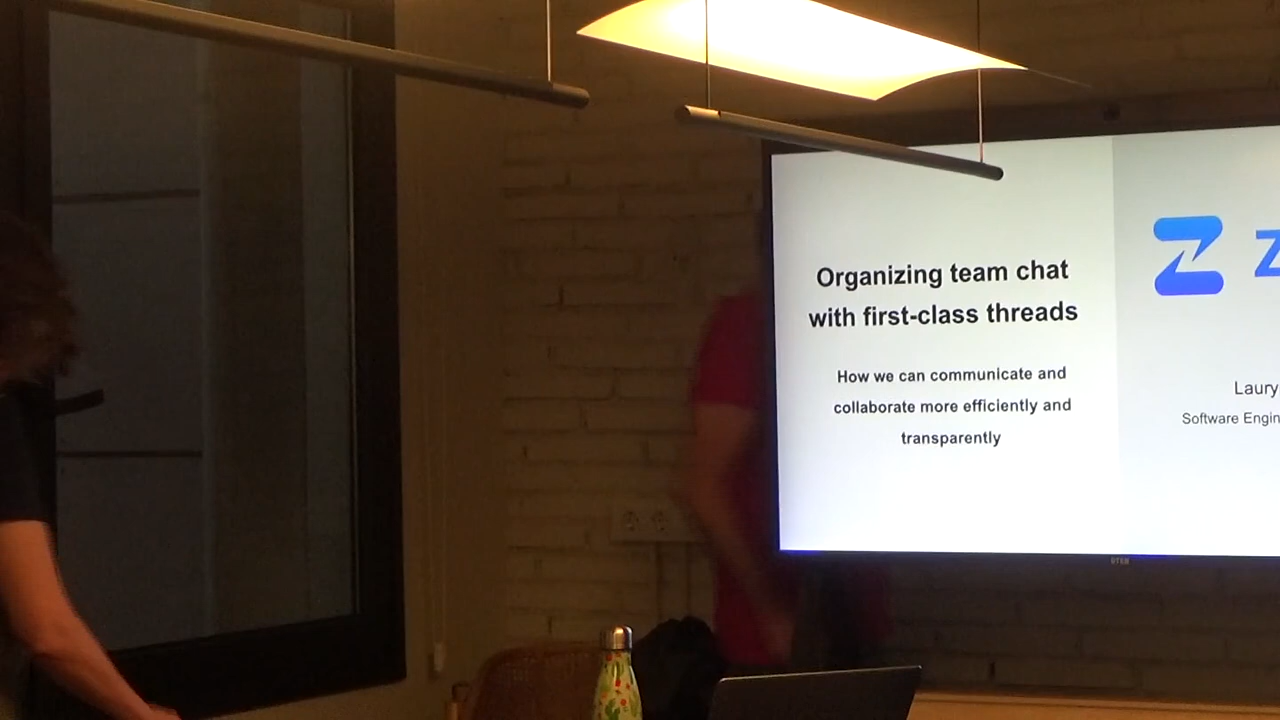 Organizing team chat
with first-class threads
How we can communicate and
collaborate more efficiently and
transparently
Z
Laury
Software Engin